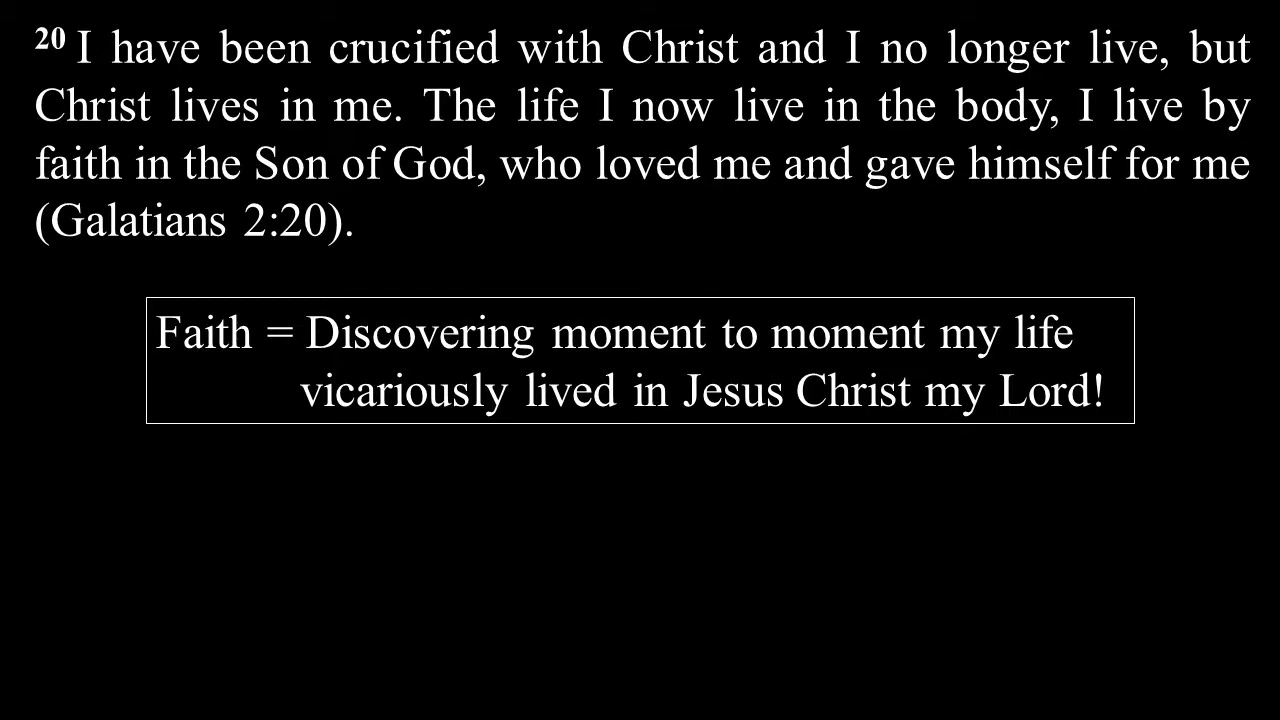 20 I have been crucified with Christ and I no longer live, but
Christ lives in me. The life I now live in the body, I live by
faith in the Son of God, who loved me and gave himself for me
(Galatians 2:20).
Faith = Discovering moment to moment my life
vicariously lived in Jesus Christ my Lord!